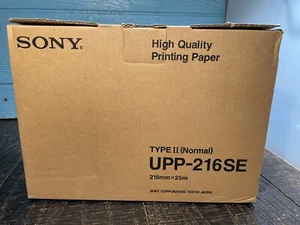 SONY
High Quality
Printing Paper
TYPE II (Normal)
UPP-216SE
216mm×25m
SONY CORPORATION TOKYO JAPAN